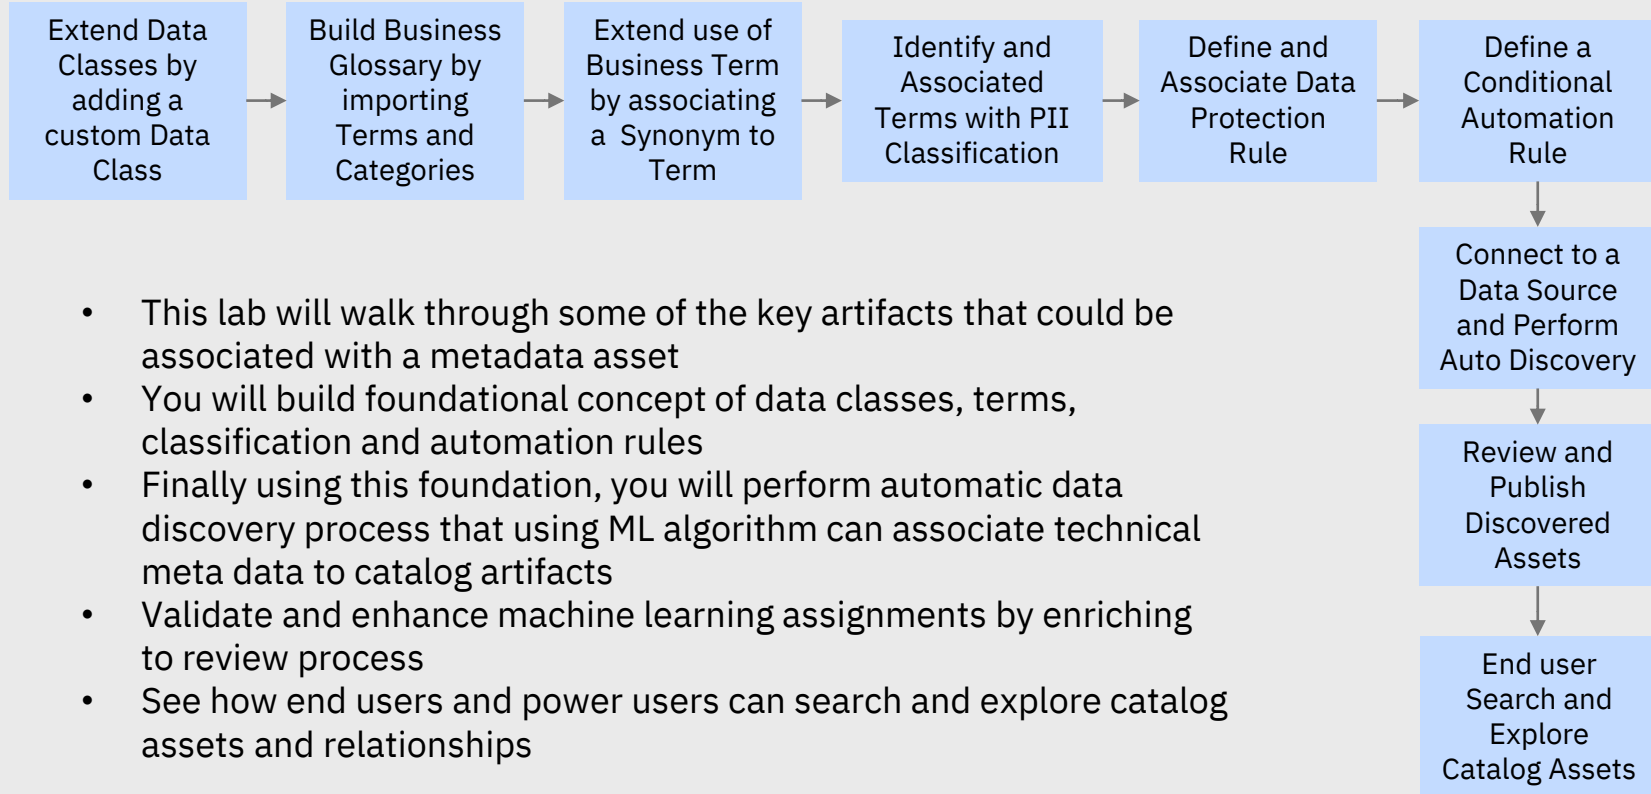 Extend Data
Classes by
adding a
custom Data
Class
Build Business
Glossary by
importing
Terms and
Categories
Extend use of
Business Term
by associating
a Synonym to
Term
Identify and
Associated
Terms with PII
Classification
Define and
Associate Data
Protection
Rule
Define a
Conditional
Automation
Rule
Connect to a
Data Source
and Perform
Auto Discovery
Review and
Publish
Discovered
Assets
End user
Search and
Explore
Catalog Assets
• This lab will walk through some of the key artifacts that could be
associated with a metadata asset
• You will build foundational concept of data classes, terms,
classification and automation rules
• Finally using this foundation, you will perform automatic data
discovery process that using ML algorithm can associate technical
meta data to catalog artifacts
• Validate and enhance machine learning assignments by enriching
to review process
• See how end users and power users can search and explore catalog
assets and relationships